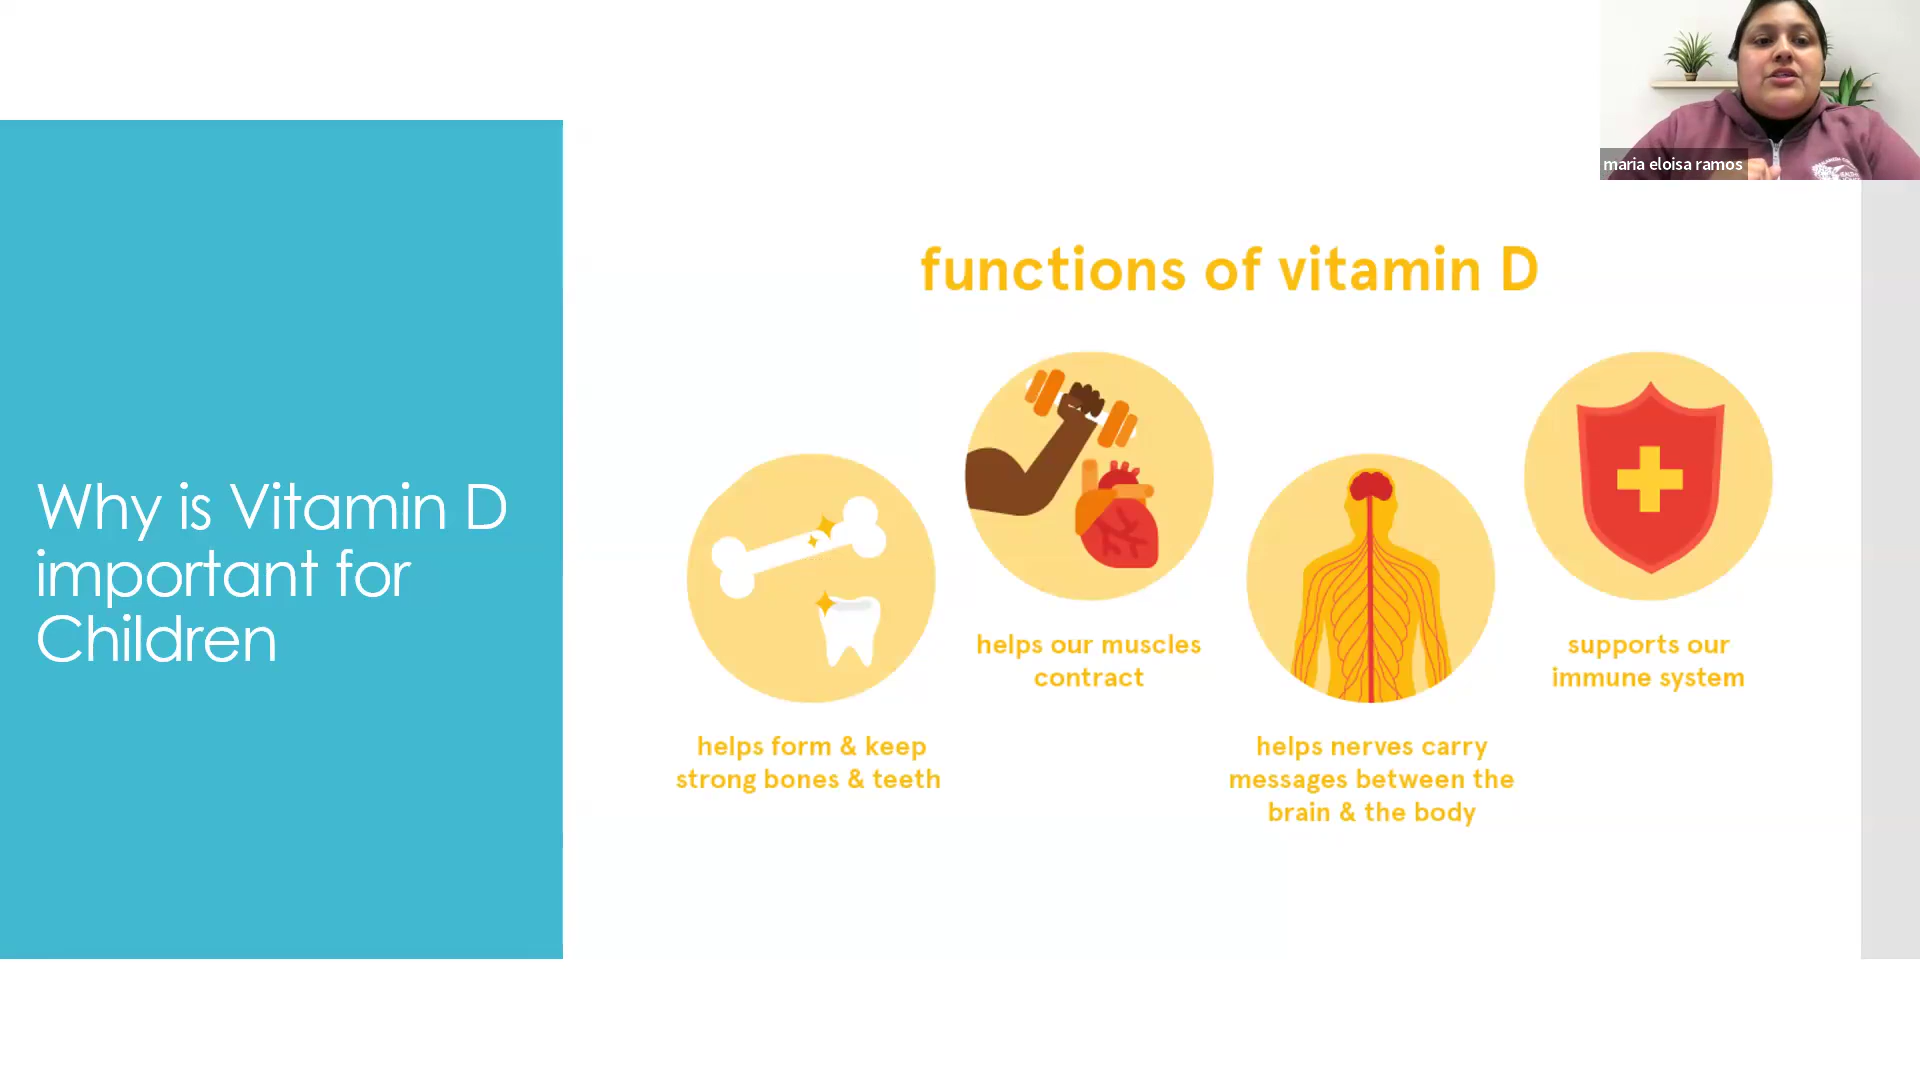 maria eloisa ramos
Why is Vitamin D
important for
Children
functions of vitamin D
helps form & keep
strong bones & teeth
helps our muscles
contract
helps nerves carry
messages between the
brain & the body
supports our
immune system